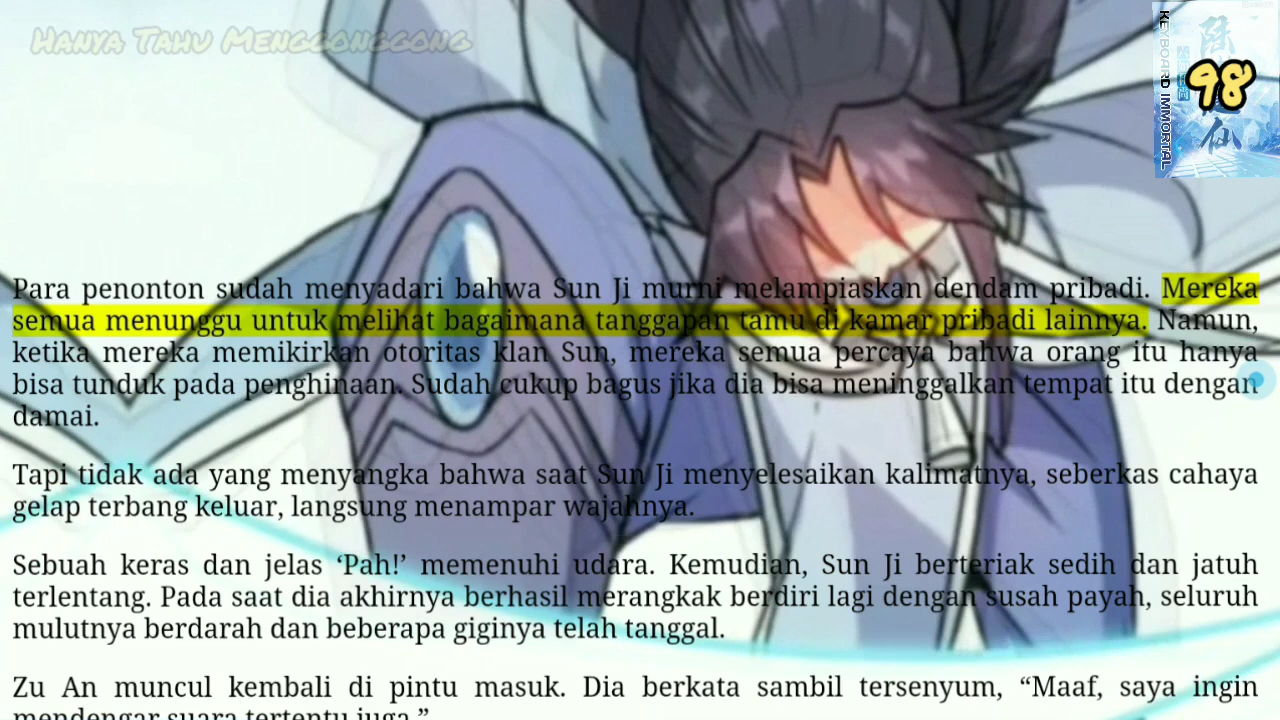 Hanya Tahu Menggonggong
KEYBOARD IMMORTAL
98
仙
Para penonton sudah menyadari bahwa Sun Ji murni melampiaskan dendam pribadi. Mereka
semua menunggu untuk melihat bagaimana tanggapan tamu di kamar pribadi lainnya. Namun,
ketika mereka memikirkan otoritas klan Sun, mereka semua percaya bahwa orang itu hanya
bisa tunduk pada penghinaan. Sudah cukup bagus jika dia bisa meninggalkan tempat itu dengan
damai.
Tapi tidak ada yang menyangka bahwa saat Sun Ji menyelesaikan kalimatnya, seberkas cahaya
gelap terbang keluar, langsung menampar wajahnya.
Sebuah keras dan jelas ‘Pah!’ memenuhi udara. Kemudian, Sun Ji berteriak sedih dan jatuh
terlentang. Pada saat dia akhirnya berhasil merangkak berdiri lagi dengan susah payah, seluruh
mulutnya berdarah dan beberapa giginya telah tanggal.
Zu An muncul kembali di pintu masuk. Dia berkata sambil tersenyum, “Maaf, saya ingin
mendengar suara tertentu juga.”